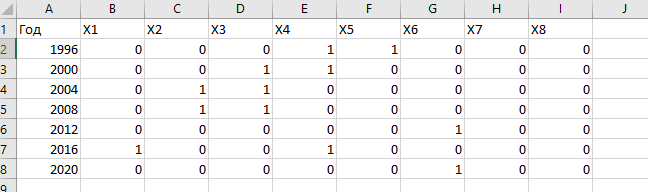 A B C D E F G H I J
1 Год X1 X2 X3 X4 X5 X6 X7 X8
2 1996 0 0 0 1 1 0 0 0
3 2000 0 0 1 1 0 0 0 0
4 2004 0 1 1 0 0 0 0 0
5 2008 0 1 1 0 0 0 0 0
6 2012 0 0 0 0 0 1 0 0
7 2016 1 0 0 1 0 0 0 0
8 2020 0 0 0 0 0 1 0 0
9